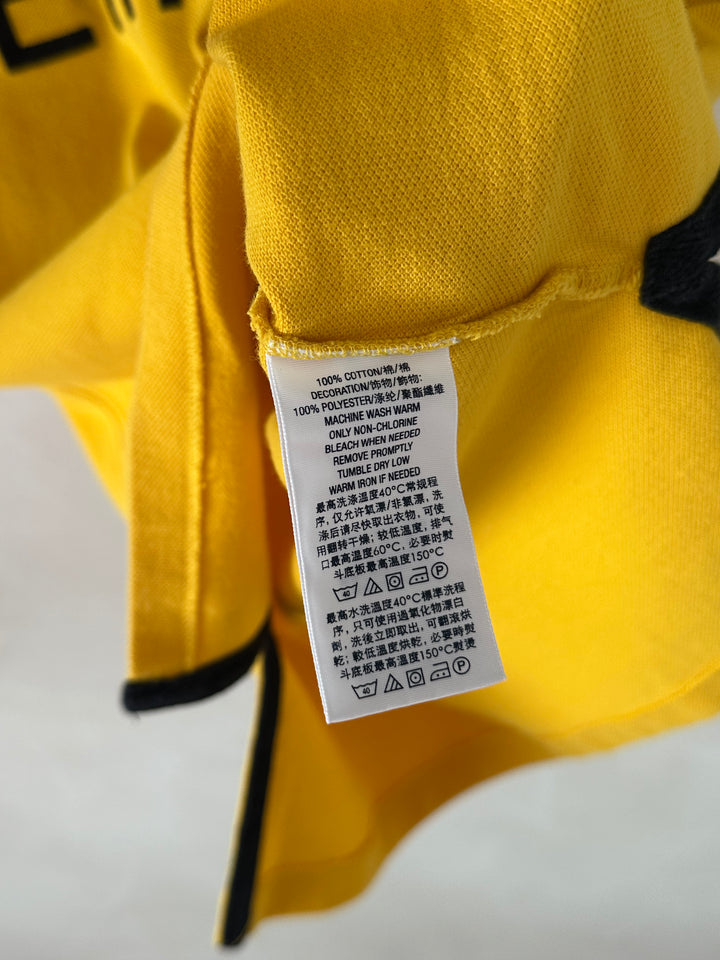 100% COTTON/棉/棉
DECORATION/饰物/飾物:
100% POLYESTER/涤纶/聚酯纖維
MACHINE WASH WARM
ONLY NON-CHLORINE
BLEACH WHEN NEEDED
REMOVE PROMPTLY
TUMBLE DRY LOW
WARM IRON IF NEEDED
最高洗涤温度40°C常规程
序, 仅允许氧漂/非氯漂, 洗
涤后请尽快取出衣物, 可使
用翻转干燥; 较低温度, 排气
口最高温度60°C, 必要时熨
斗底板最高温度150°C
40 P
最高水洗溫度40°C標準洗程
序, 只可使用過氧化物漂白
劑, 洗後立即取出, 可翻滾烘
乾; 較低溫度烘乾, 必要時熨
斗底板最高溫度150°C熨燙
40 P